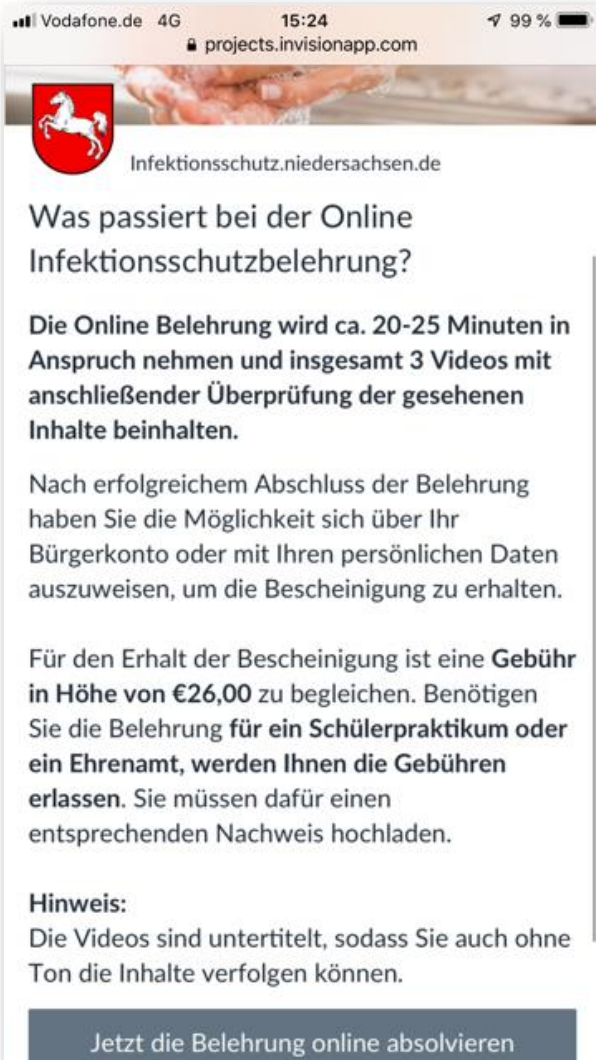 Vodafone.de 4G 15:24 99 %
projects.invisionapp.com
Infektionsschutz.niedersachsen.de
Was passiert bei der Online
Infektionsschutzbelehrung?
Die Online Belehrung wird ca. 20-25 Minuten in
Anspruch nehmen und insgesamt 3 Videos mit
anschließender Überprüfung der gesehenen
Inhalte beinhalten.
Nach erfolgreichem Abschluss der Belehrung
haben Sie die Möglichkeit sich über Ihr
Bürgerkonto oder mit Ihren persönlichen Daten
auszuweisen, um die Bescheinigung zu erhalten.
Für den Erhalt der Bescheinigung ist eine Gebühr
in Höhe von €26,00 zu begleichen. Benötigen
Sie die Belehrung für ein Schülerpraktikum oder
ein Ehrenamt, werden Ihnen die Gebühren
erlassen. Sie müssen dafür einen
entsprechenden Nachweis hochladen.
Hinweis:
Die Videos sind untertitelt, sodass Sie auch ohne
Ton die Inhalte verfolgen können.
Jetzt die Belehrung online absolvieren